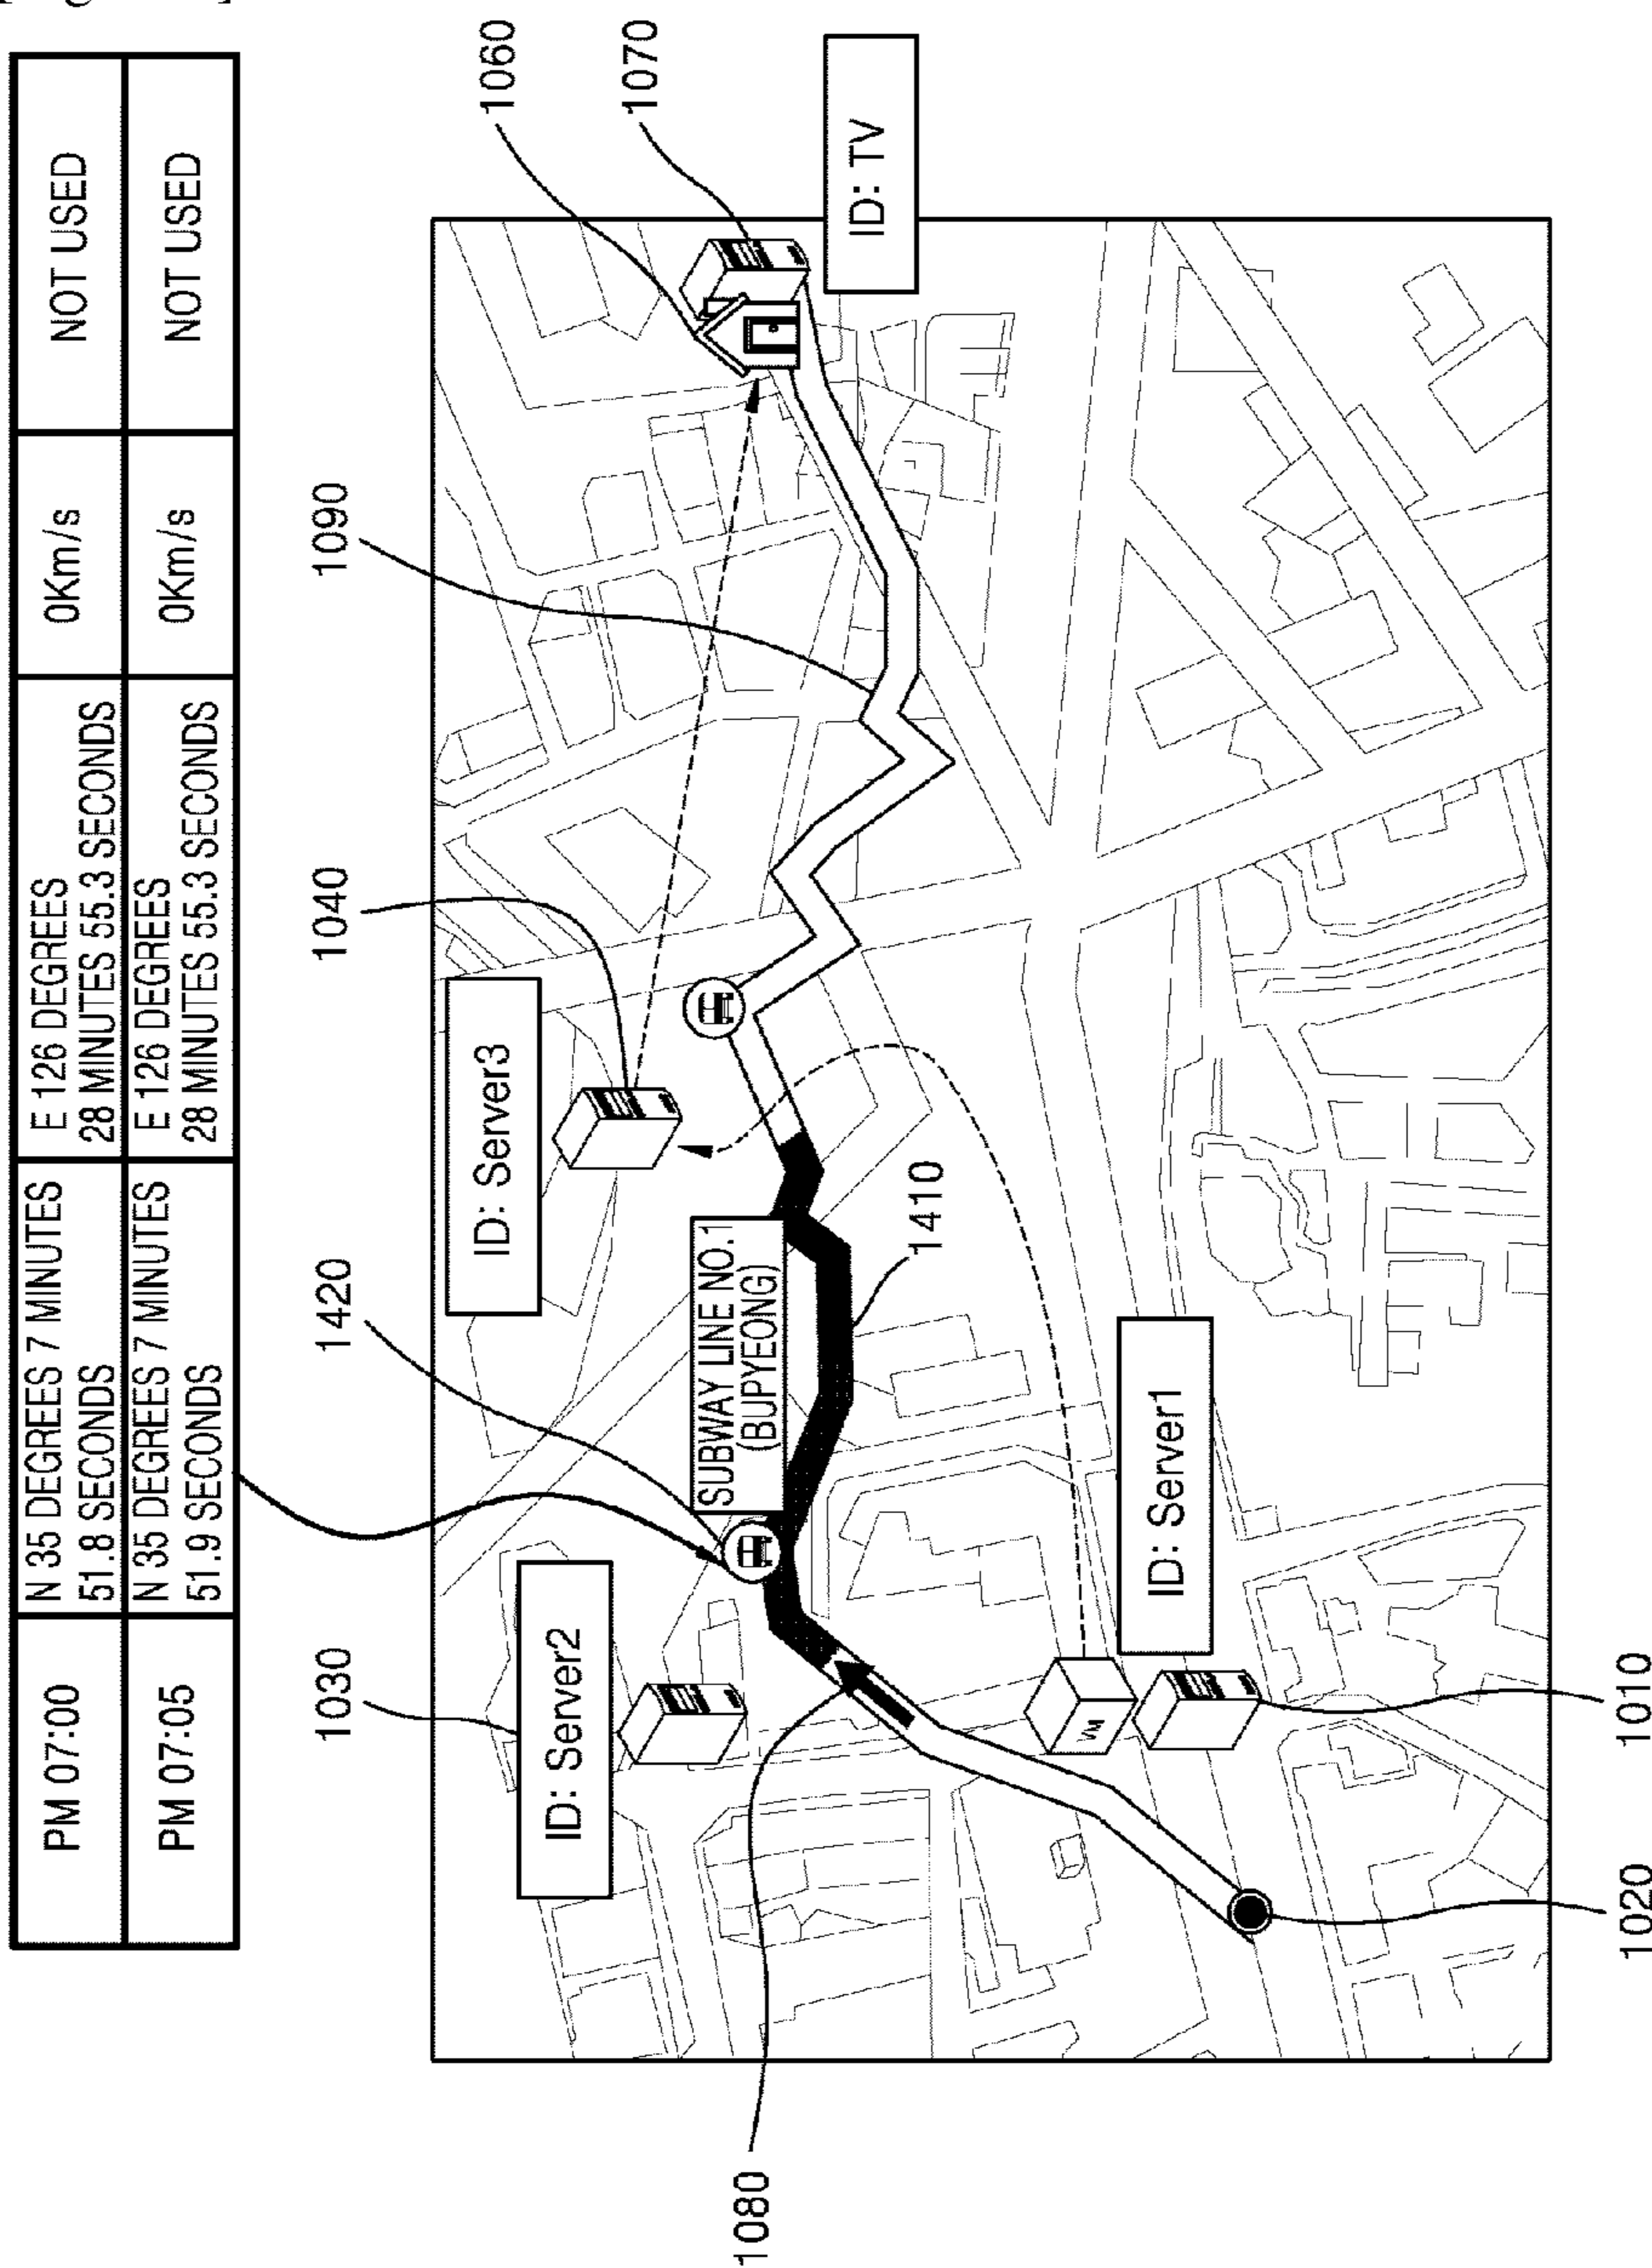 PM 07:00
N 35 DEGREES 7 MINUTES
51.8 SECONDS
E 126 DEGREES
28 MINUTES 55.3 SECONDS
0Km/s
NOT USED
PM 07:05
N 35 DEGREES 7 MINUTES
51.9 SECONDS
E 126 DEGREES
28 MINUTES 55.3 SECONDS
0Km/s
NOT USED
1030
1420
1040
1090
1060
1070
ID: Server2
ID: Server3
ID: TV
SUBWAY LINE NO.1
(BUPYEONG)
1410
1080
VM
ID: Server1
1020
1010